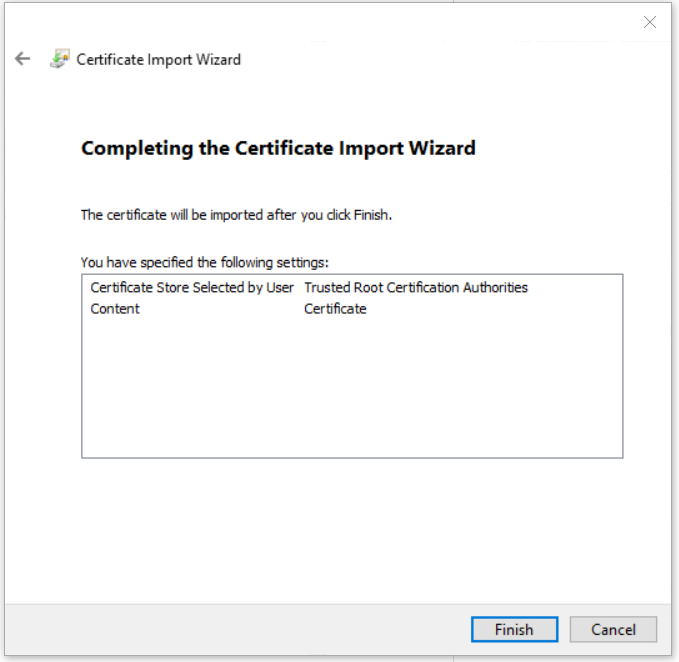 Certificate Import Wizard
Completing the Certificate Import Wizard
The certificate will be imported after you click Finish.
You have specified the following settings:
Certificate Store Selected by User Trusted Root Certification Authorities
Content Certificate
Finish Cancel